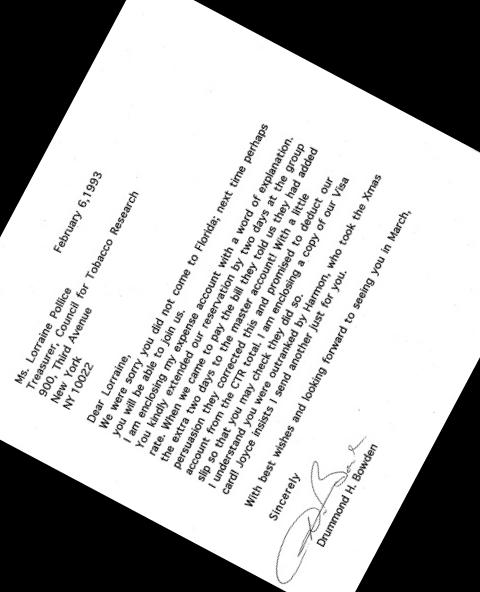 February 6,1993
Ms. Lorraine Pollice
Treasurer, Council for Tobacco Research
900, Third Avenue
New York
NY 10022
Dear Lorraine,
We were sorry you did not come to Florida; next time perhaps
you will be able to join us.
I am enclosing my expense account with a word of explanation.
You kindly extended our reservation by two days at the group
rate. When we came to pay the bill they told us they had added
the extra two days to the master account! With a little
persuasion they corrected this and promised to deduct our
account from the CTR total. I am enclosing a copy of our Visa
slip so that you may check they did so.
I understand you were outranked by Harmon, who took the Xmas
card! Joyce insists I send another just for you.
With best wishes and looking forward to seeing you in March,
Sincerely
Drummond H. Bowden